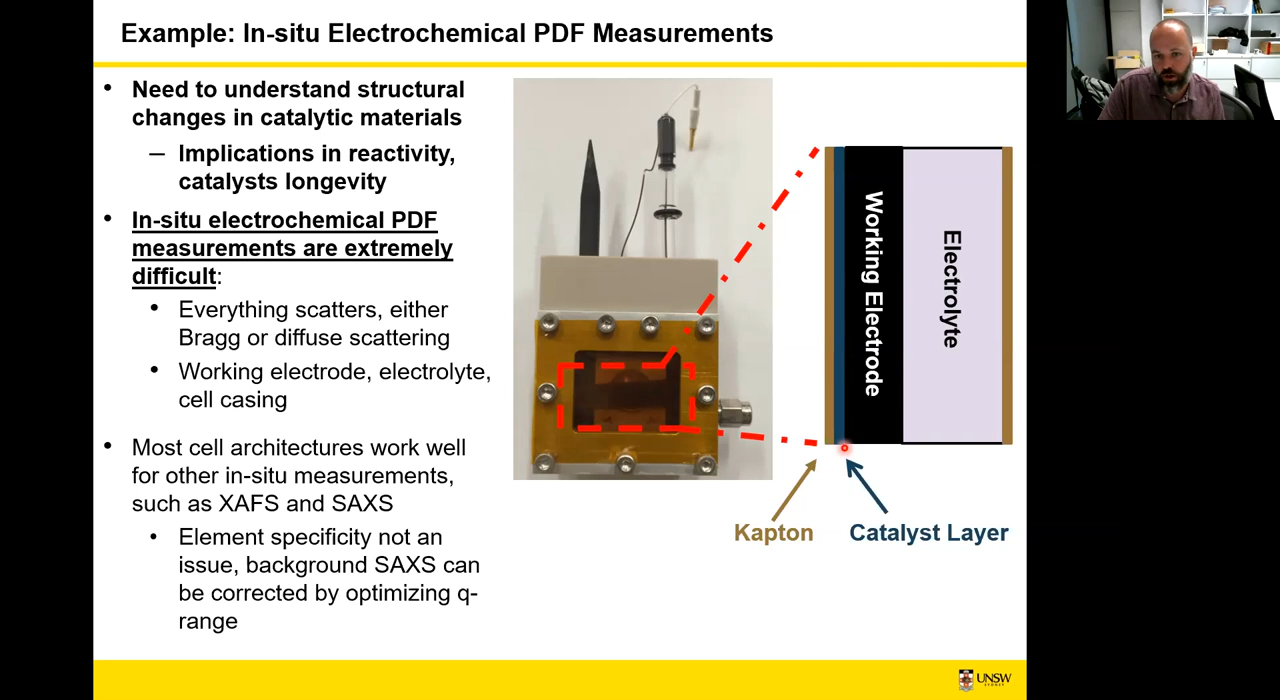 Example: In-situ Electrochemical PDF Measurements
• Need to understand structural
changes in catalytic materials
– Implications in reactivity,
catalysts longevity
• In-situ electrochemical PDF
measurements are extremely
difficult:
• Everything scatters, either
Bragg or diffuse scattering
• Working electrode, electrolyte,
cell casing
• Most cell architectures work well
for other in-situ measurements,
such as XAFS and SAXS
• Element specificity not an
issue, background SAXS can
be corrected by optimizing q-
range
Working Electrode
Electrolyte
Kapton
Catalyst Layer
UNSW
SYDNEY